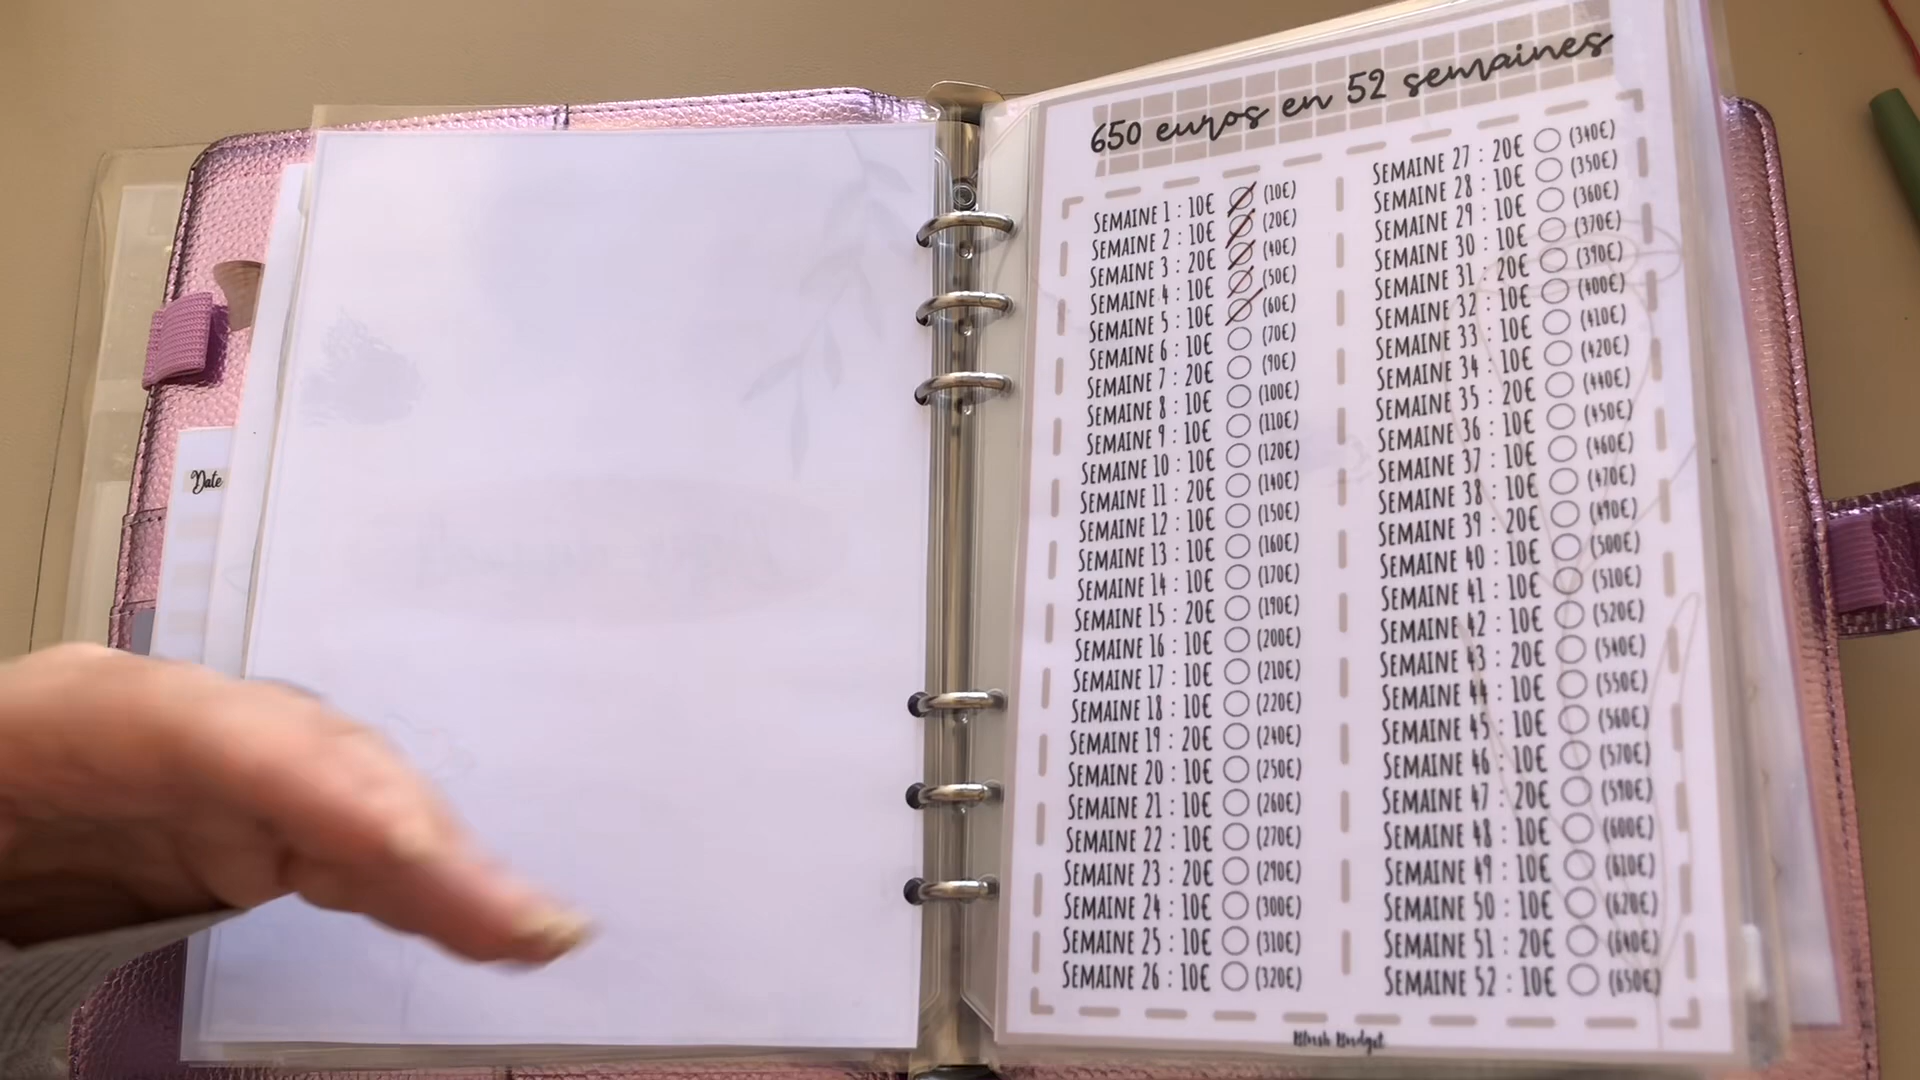 Date
650 euros en 52 semaines
Semaine 1 : 10€ (10€)
Semaine 2 : 10€ (20€)
Semaine 3 : 20€ (40€)
Semaine 4 : 10€ (50€)
Semaine 5 : 10€ (60€)
Semaine 6 : 10€ (70€)
Semaine 7 : 20€ (90€)
Semaine 8 : 10€ (100€)
Semaine 9 : 10€ (110€)
Semaine 10 : 10€ (120€)
Semaine 11 : 20€ (140€)
Semaine 12 : 10€ (150€)
Semaine 13 : 10€ (160€)
Semaine 14 : 10€ (170€)
Semaine 15 : 20€ (190€)
Semaine 16 : 10€ (200€)
Semaine 17 : 10€ (210€)
Semaine 18 : 10€ (220€)
Semaine 19 : 20€ (240€)
Semaine 20 : 10€ (250€)
Semaine 21 : 10€ (260€)
Semaine 22 : 10€ (270€)
Semaine 23 : 20€ (290€)
Semaine 24 : 10€ (300€)
Semaine 25 : 10€ (310€)
Semaine 26 : 10€ (320€)
Semaine 27 : 20€ (340€)
Semaine 28 : 10€ (350€)
Semaine 29 : 10€ (360€)
Semaine 30 : 10€ (370€)
Semaine 31 : 20€ (390€)
Semaine 32 : 10€ (400€)
Semaine 33 : 10€ (410€)
Semaine 34 : 10€ (420€)
Semaine 35 : 20€ (440€)
Semaine 36 : 10€ (450€)
Semaine 37 : 10€ (460€)
Semaine 38 : 10€ (470€)
Semaine 39 : 20€ (490€)
Semaine 40 : 10€ (500€)
Semaine 41 : 10€ (510€)
Semaine 42 : 10€ (520€)
Semaine 43 : 20€ (540€)
Semaine 44 : 10€ (550€)
Semaine 45 : 10€ (560€)
Semaine 46 : 10€ (570€)
Semaine 47 : 20€ (590€)
Semaine 48 : 10€ (600€)
Semaine 49 : 10€ (610€)
Semaine 50 : 10€ (620€)
Semaine 51 : 20€ (640€)
Semaine 52 : 10€ (650€)
Blush Budget